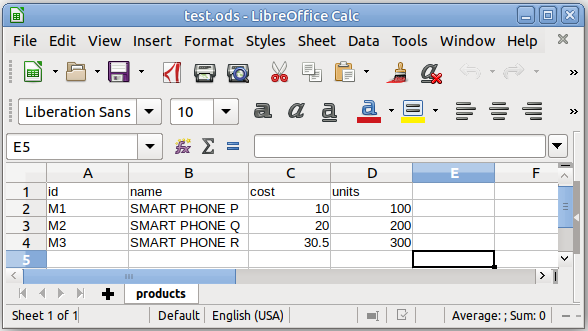 test.ods - LibreOffice Calc
File Edit View Insert Format Styles Sheet Data Tools Window Help
Liberation Sans 10 a a a a
E5
A B C D E F
1 id name cost units
2 M1 SMART PHONE P 10 100
3 M2 SMART PHONE Q 20 200
4 M3 SMART PHONE R 30.5 300
5
products
Sheet 1 of 1 Default English (USA) Average: ; Sum: 0